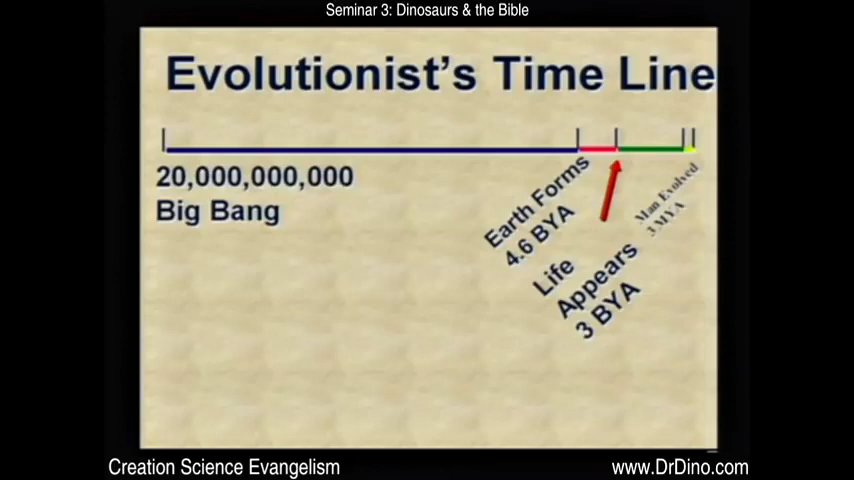 Seminar 3: Dinosaurs & the Bible
Evolutionist's Time Line
20,000,000,000
Big Bang
Earth Forms
4.6 BYA
Life
Appears
3 BYA
Man Evolved
3 MYA
Creation Science Evangelism
www.DrDino.com